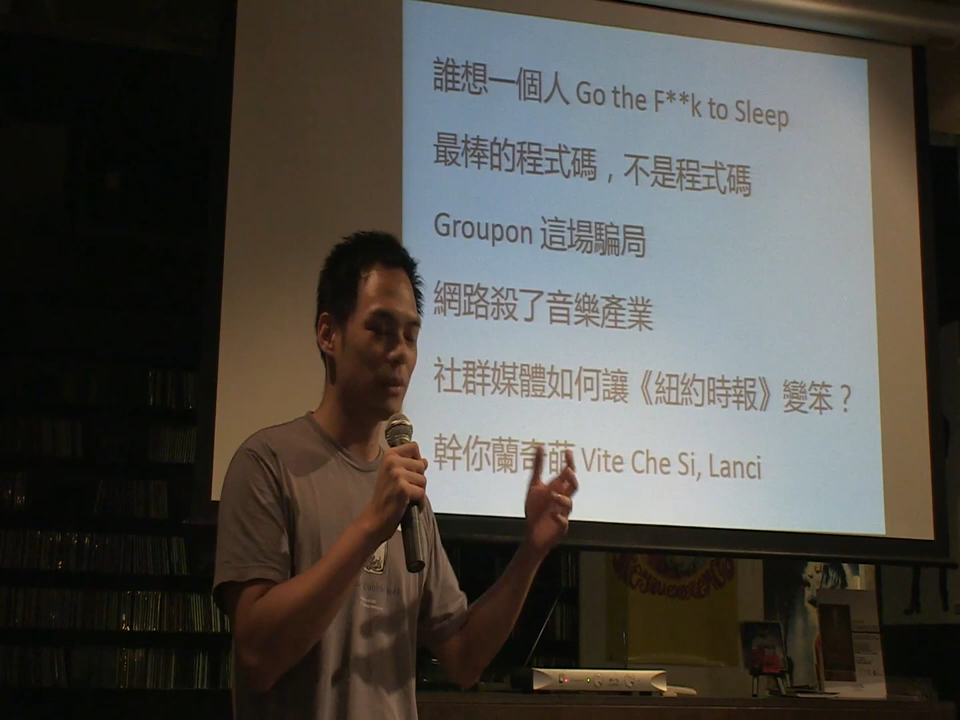 誰想一個人 Go the F**k to Sleep
最棒的程式碼，不是程式碼
Groupon 這場騙局
網路殺了音樂產業
社群媒體如何讓《紐約時報》變笨？
幹你蘭奇葩 Vite Che Si, Lanci